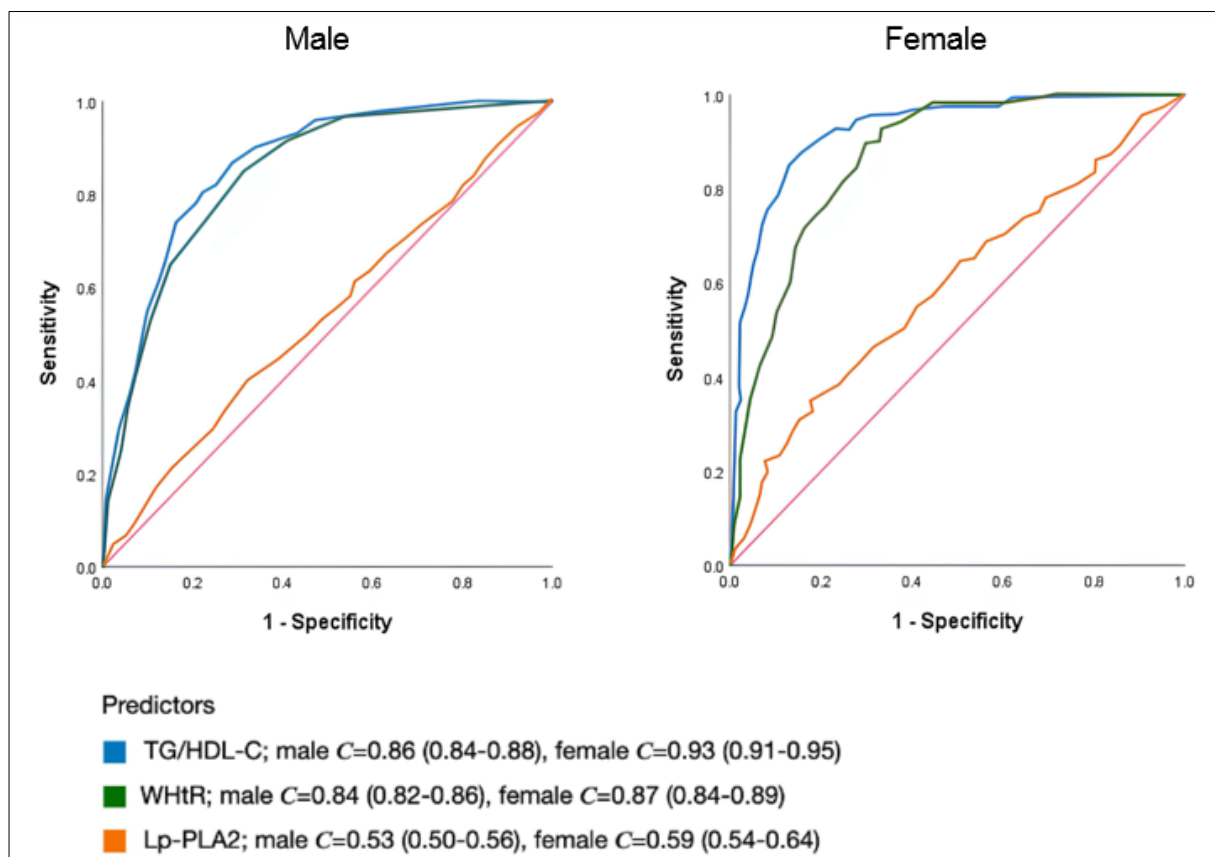 Male
Female
1.0
0.8
0.6
0.4
0.2
0.0
Sensitivity
0.0 0.2 0.4 0.6 0.8 1.0
1 - Specificity
1.0
0.8
0.6
0.4
0.2
0.0
Sensitivity
0.0 0.2 0.4 0.6 0.8 1.0
1 - Specificity
Predictors
TG/HDL-C; male C=0.86 (0.84-0.88), female C=0.93 (0.91-0.95)
WHtR; male C=0.84 (0.82-0.86), female C=0.87 (0.84-0.89)
Lp-PLA2; male C=0.53 (0.50-0.56), female C=0.59 (0.54-0.64)